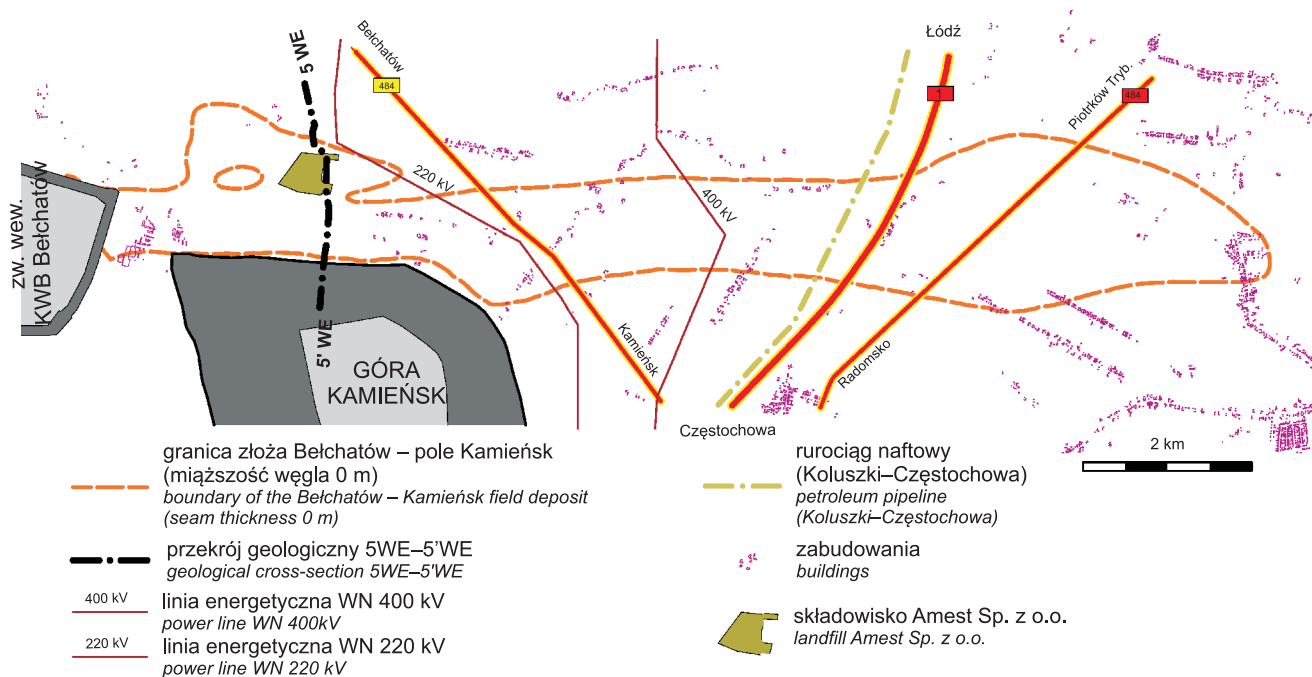 Łódź
Bełchatów
5 WE
484
1
Piotrków Tryb.
484
220 kV
400 kV
zw. wew.
KWB Bełchatów
5' WE
GÓRA
KAMIEŃSK
Kamieńsk
Radomsko
Częstochowa
2 km
granica złoża Bełchatów – pole Kamieńsk
(miąższość węgla 0 m)
boundary of the Bełchatów – Kamieńsk field deposit
(seam thickness 0 m)
przekrój geologiczny 5WE–5'WE
geological cross-section 5WE–5'WE
400 kV
linia energetyczna WN 400 kV
power line WN 400kV
220 kV
linia energetyczna WN 220 kV
power line WN 220 kV
rurociąg naftowy
(Koluszki–Częstochowa)
petroleum pipeline
(Koluszki–Częstochowa)
zabudowania
buildings
składowisko Amest Sp. z o.o.
landfill Amest Sp. z o.o.